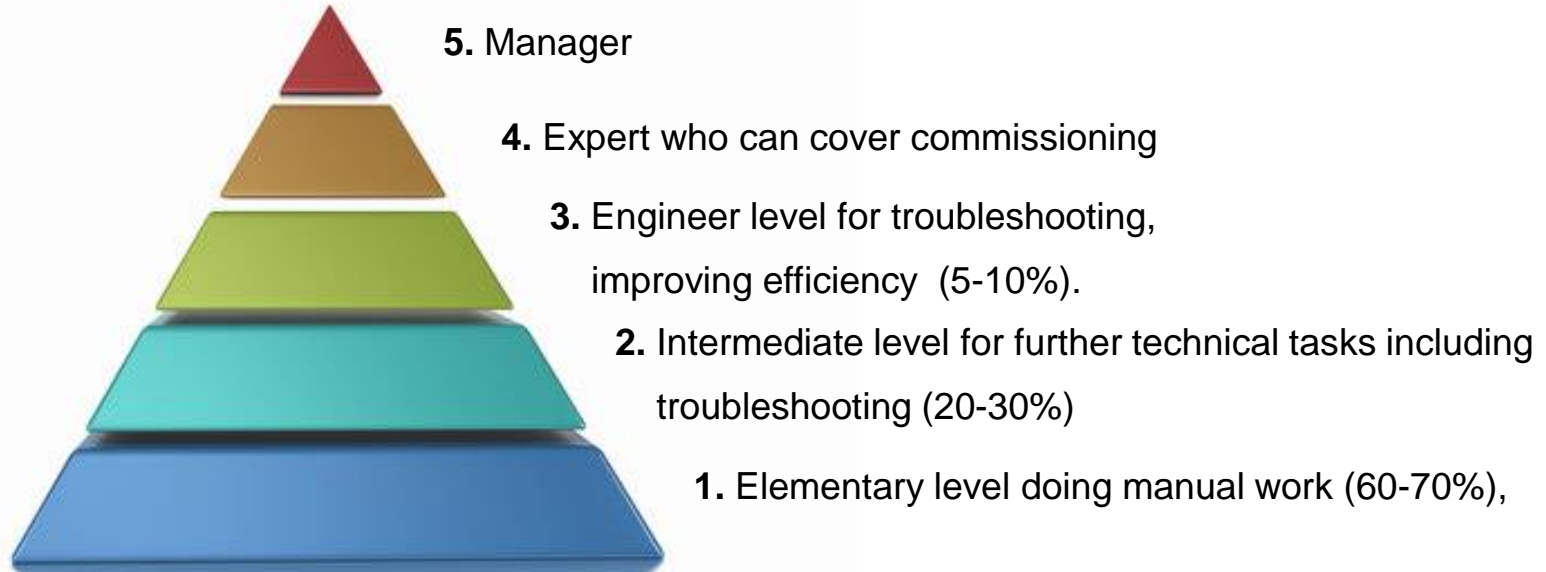 5. Manager
4. Expert who can cover commissioning
3. Engineer level for troubleshooting,
improving efficiency  (5-10%).
2. Intermediate level for further technical tasks including
troubleshooting (20-30%)
1. Elementary level doing manual work (60-70%),